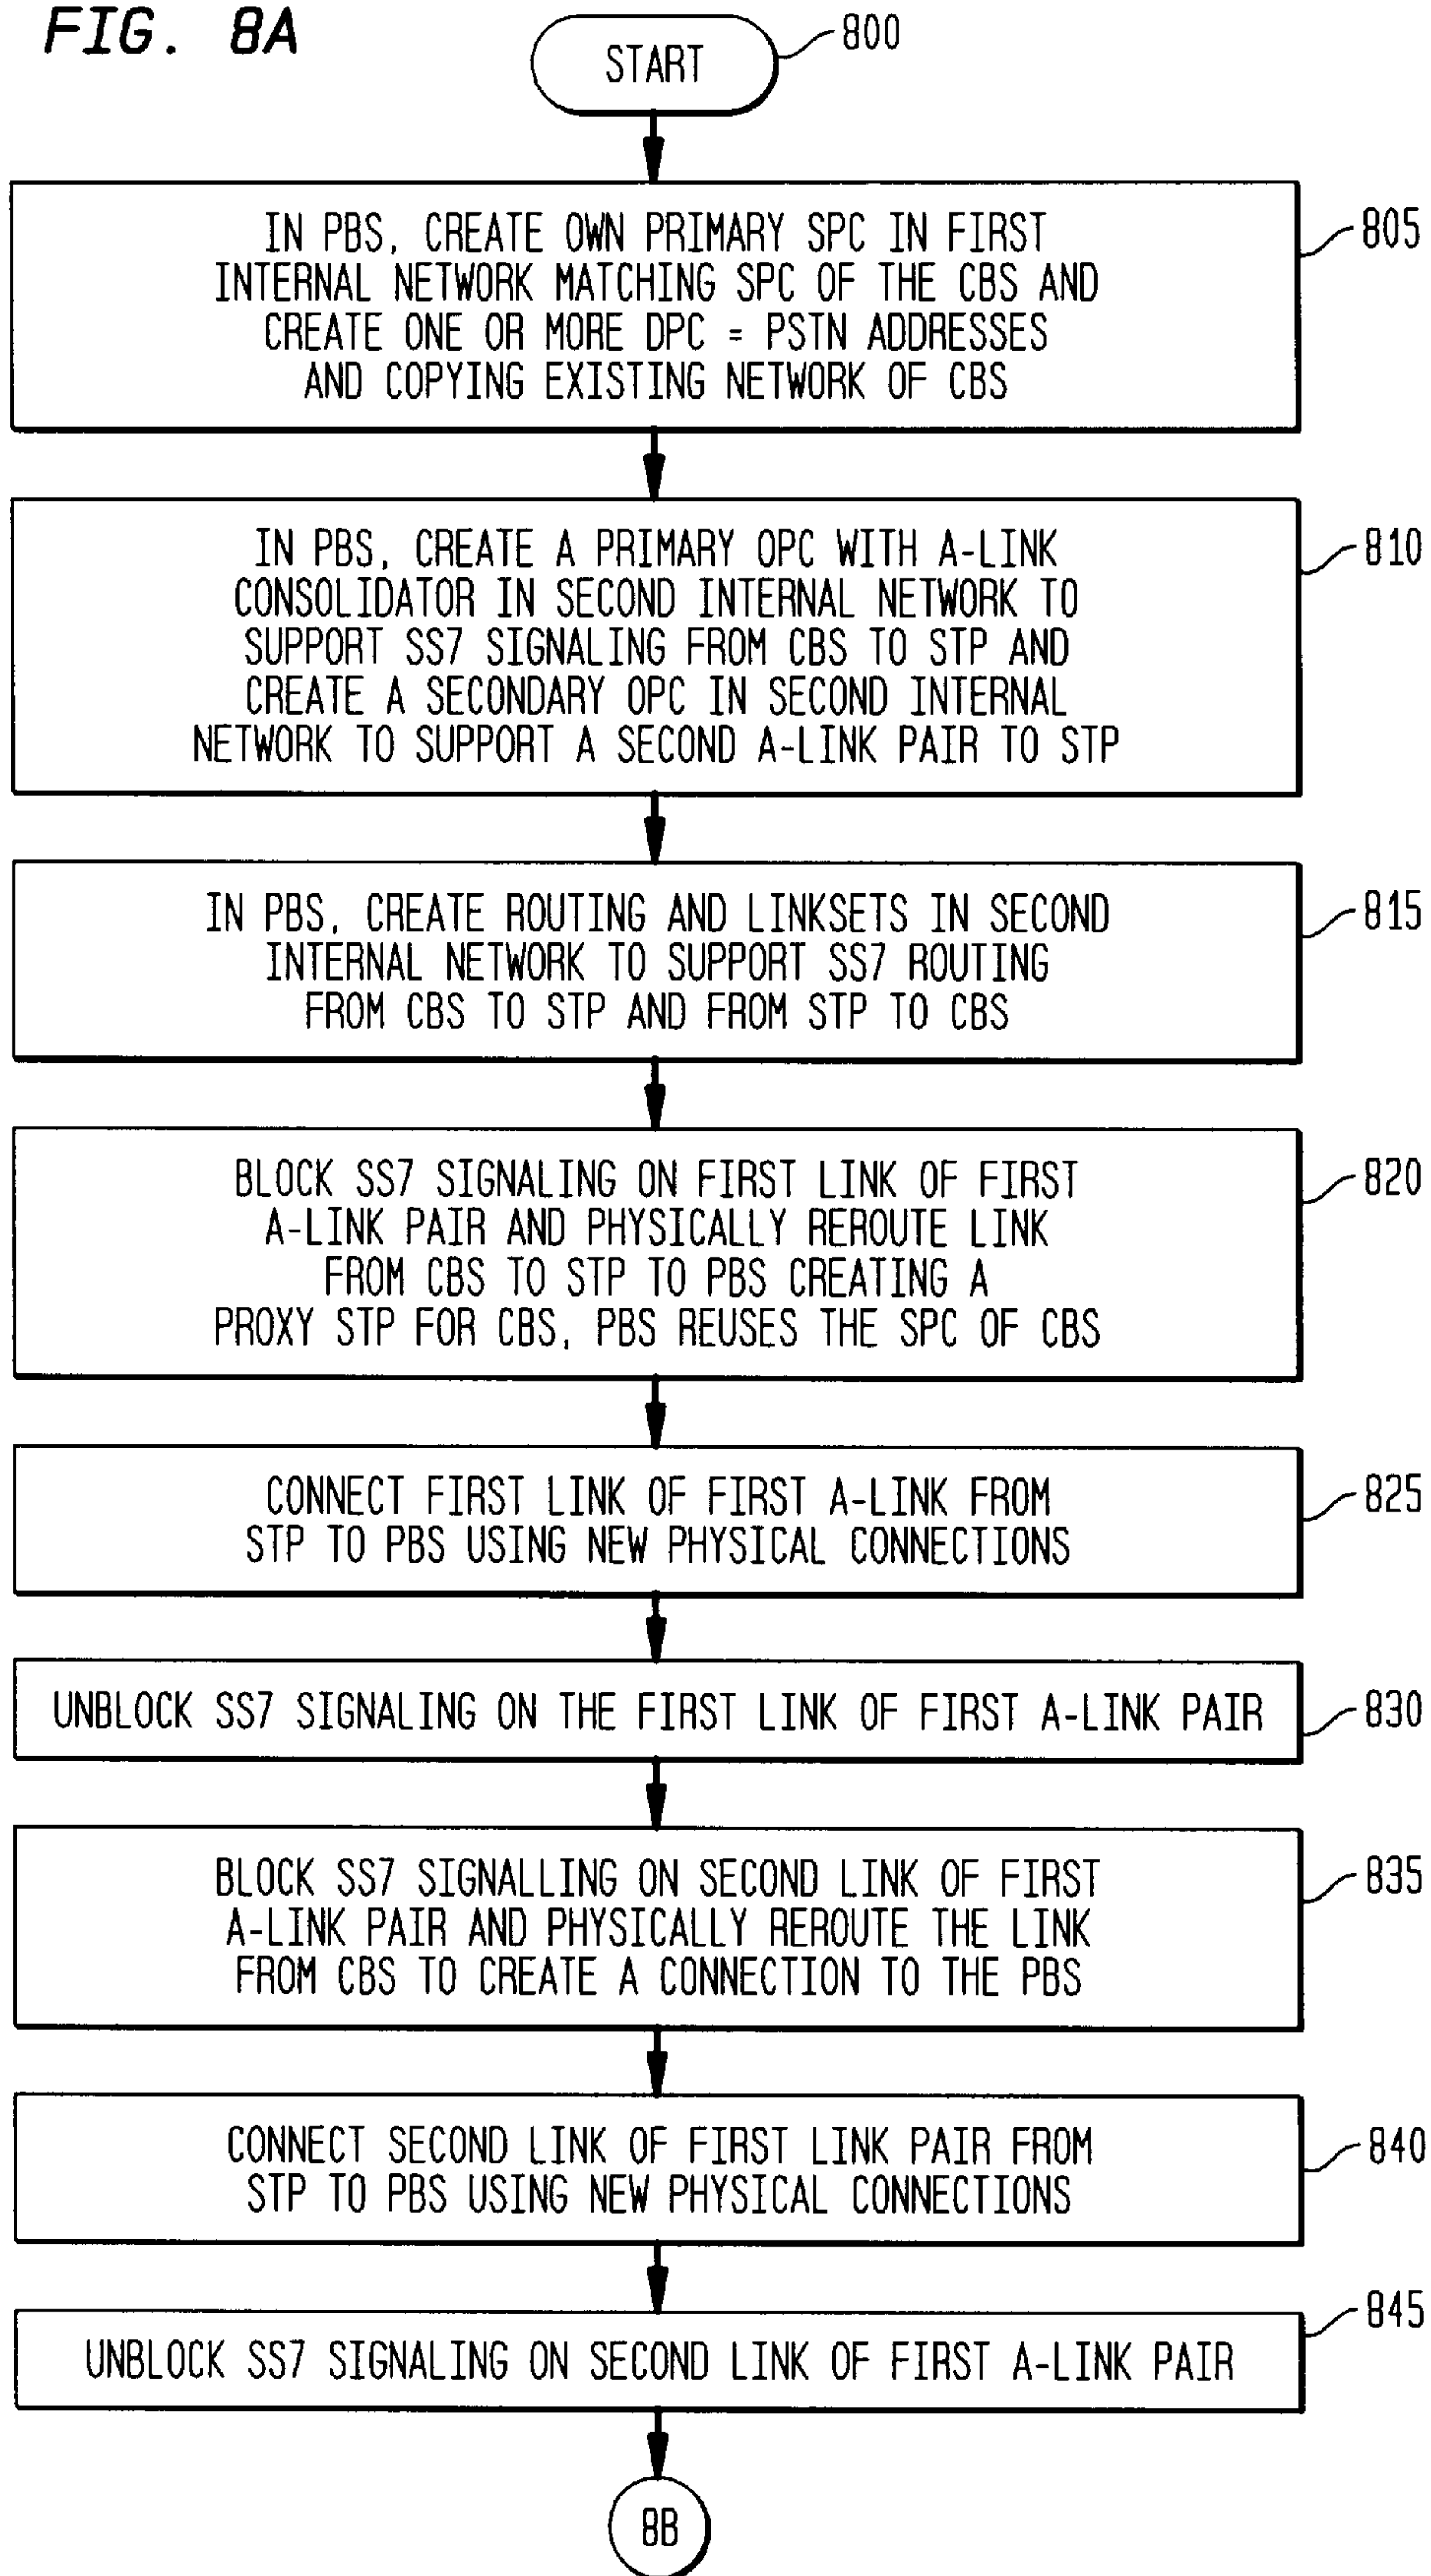 FIG. 8A
START
800
IN PBS, CREATE OWN PRIMARY SPC IN FIRST
INTERNAL NETWORK MATCHING SPC OF THE CBS AND
CREATE ONE OR MORE DPC = PSTN ADDRESSES
AND COPYING EXISTING NETWORK OF CBS
805
IN PBS, CREATE A PRIMARY OPC WITH A-LINK
CONSOLIDATOR IN SECOND INTERNAL NETWORK TO
SUPPORT SS7 SIGNALING FROM CBS TO STP AND
CREATE A SECONDARY OPC IN SECOND INTERNAL
NETWORK TO SUPPORT A SECOND A-LINK PAIR TO STP
810
IN PBS, CREATE ROUTING AND LINKSETS IN SECOND
INTERNAL NETWORK TO SUPPORT SS7 ROUTING
FROM CBS TO STP AND FROM STP TO CBS
815
BLOCK SS7 SIGNALING ON FIRST LINK OF FIRST
A-LINK PAIR AND PHYSICALLY REROUTE LINK
FROM CBS TO STP TO PBS CREATING A
PROXY STP FOR CBS, PBS REUSES THE SPC OF CBS
820
CONNECT FIRST LINK OF FIRST A-LINK FROM
STP TO PBS USING NEW PHYSICAL CONNECTIONS
825
UNBLOCK SS7 SIGNALING ON THE FIRST LINK OF FIRST A-LINK PAIR
830
BLOCK SS7 SIGNALLING ON SECOND LINK OF FIRST
A-LINK PAIR AND PHYSICALLY REROUTE THE LINK
FROM CBS TO CREATE A CONNECTION TO THE PBS
835
CONNECT SECOND LINK OF FIRST LINK PAIR FROM
STP TO PBS USING NEW PHYSICAL CONNECTIONS
840
UNBLOCK SS7 SIGNALING ON SECOND LINK OF FIRST A-LINK PAIR
845
8B